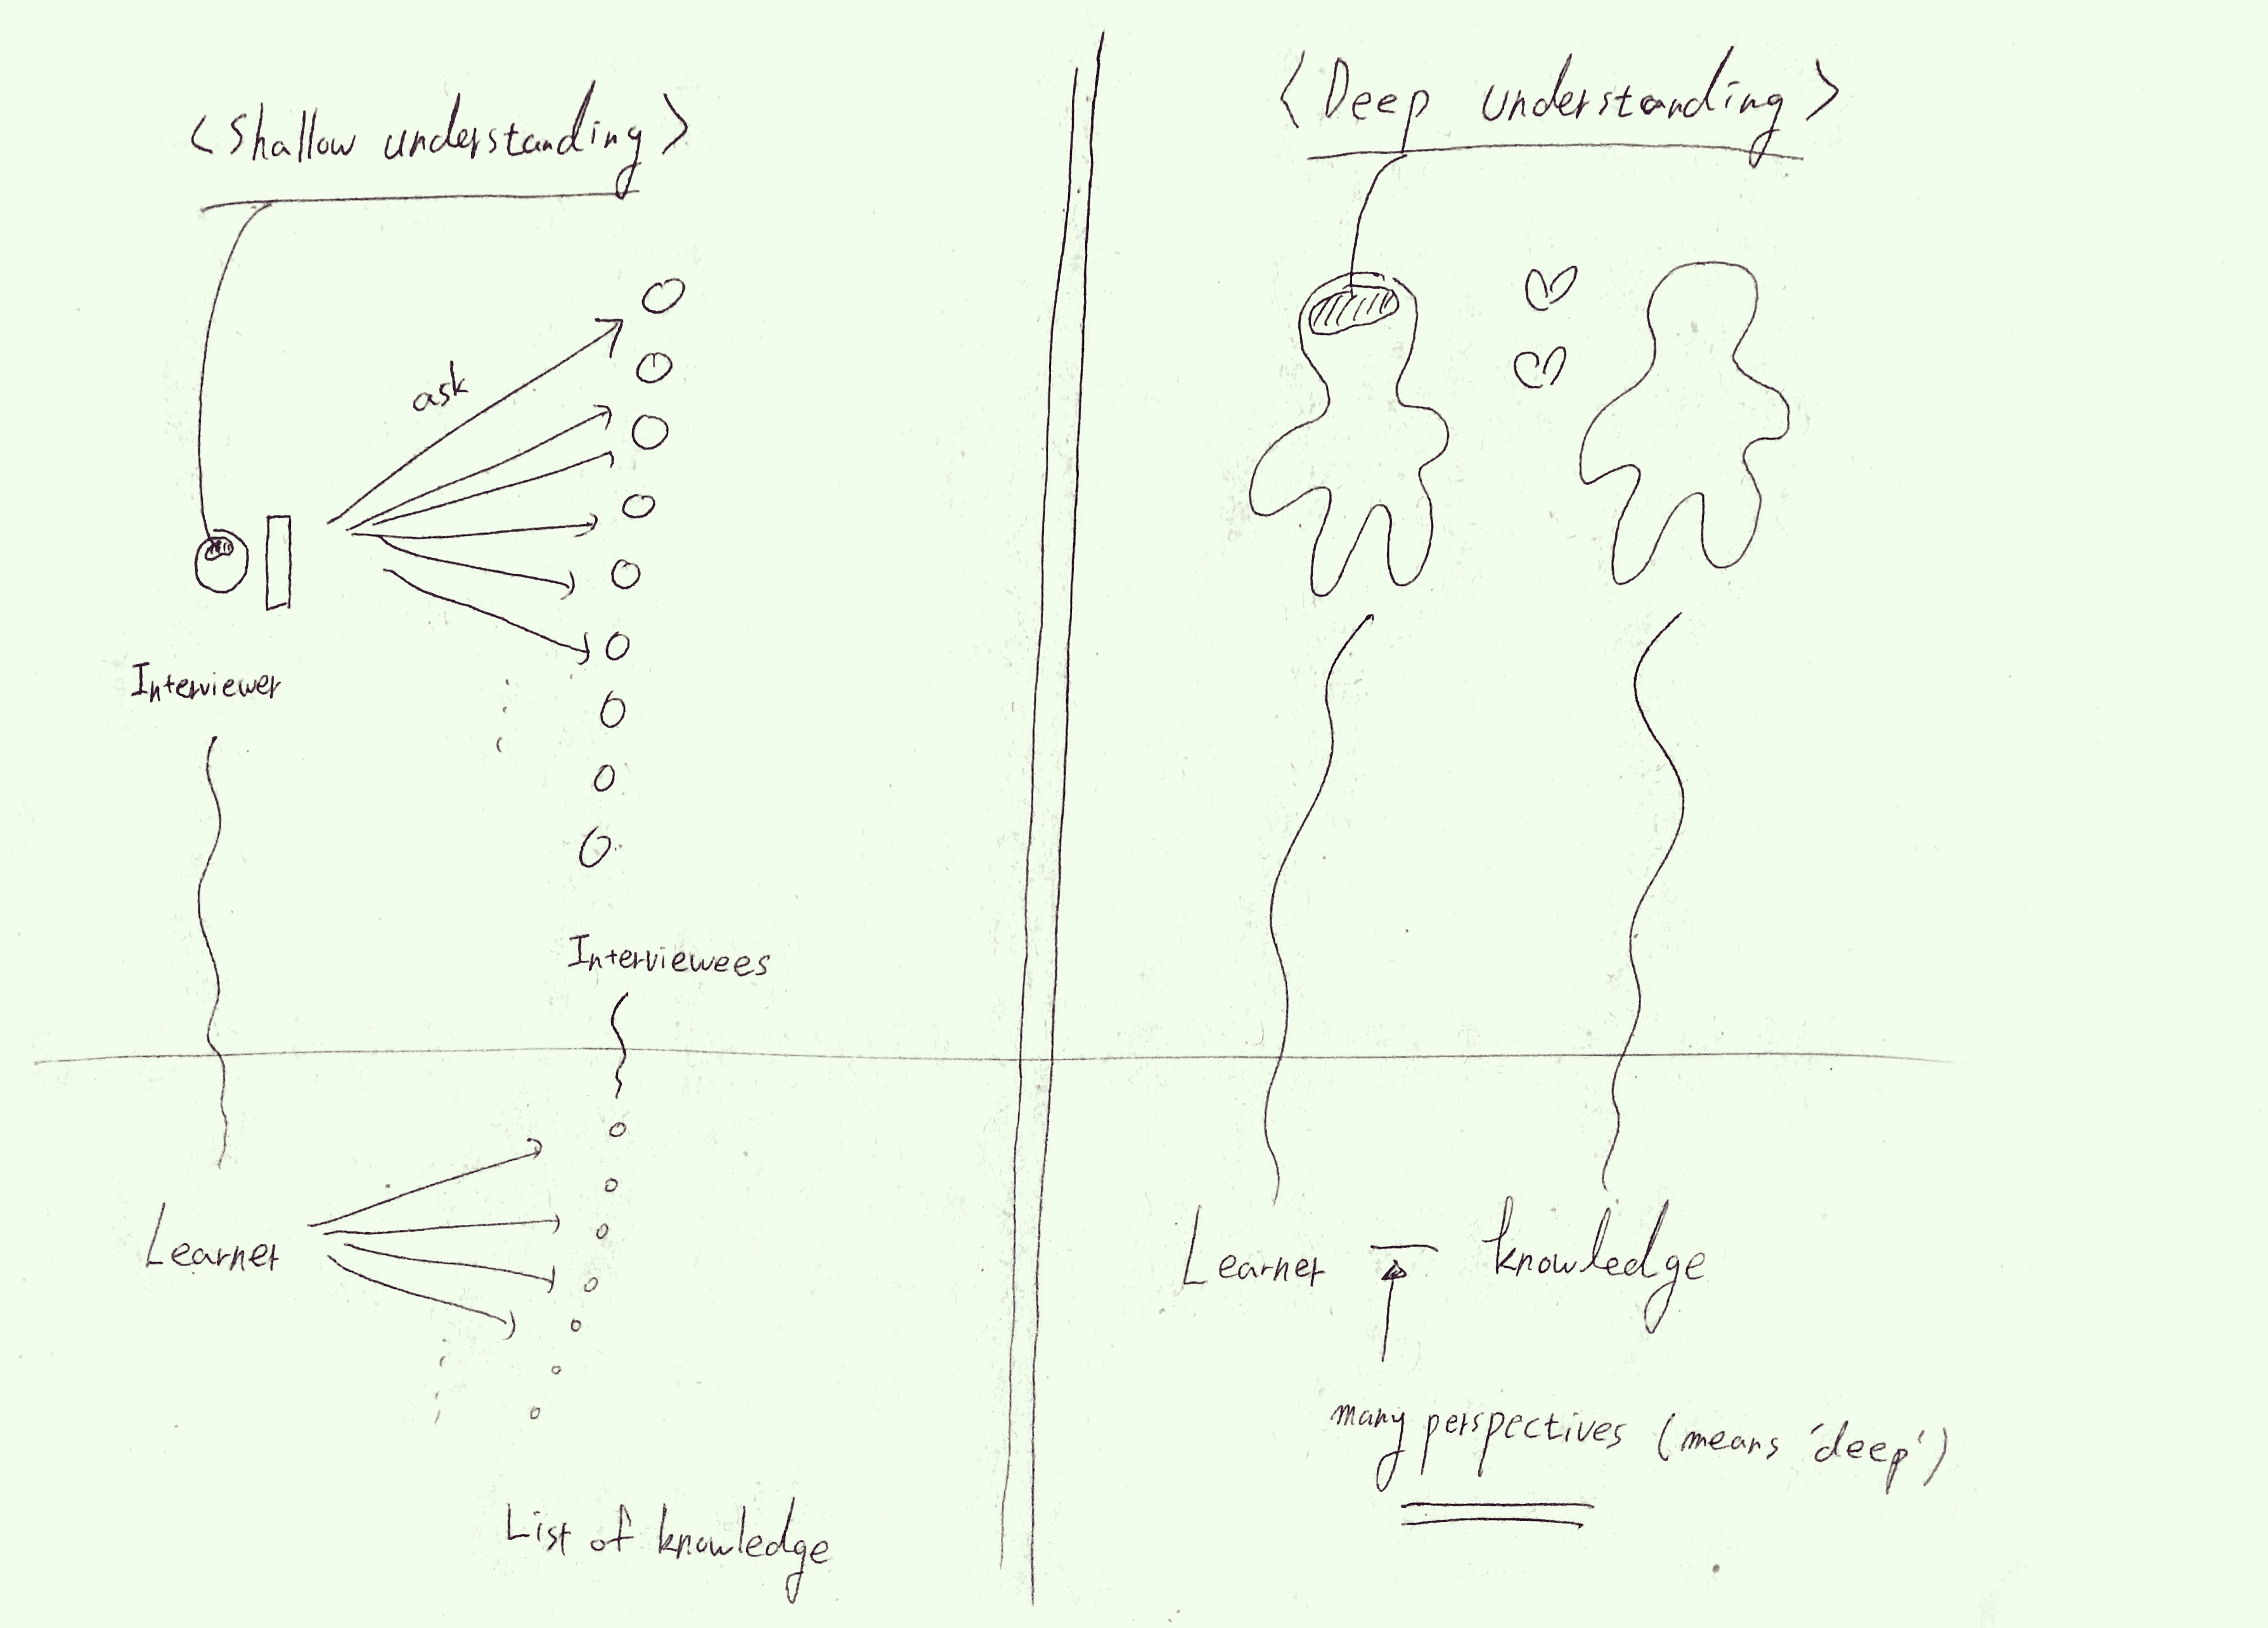 <Shallow understanding>
ask
Interviewer
Interviewees
Learner
List of knowledge
<Deep understanding>
Learner — knowledge
many perspectives (means 'deep')